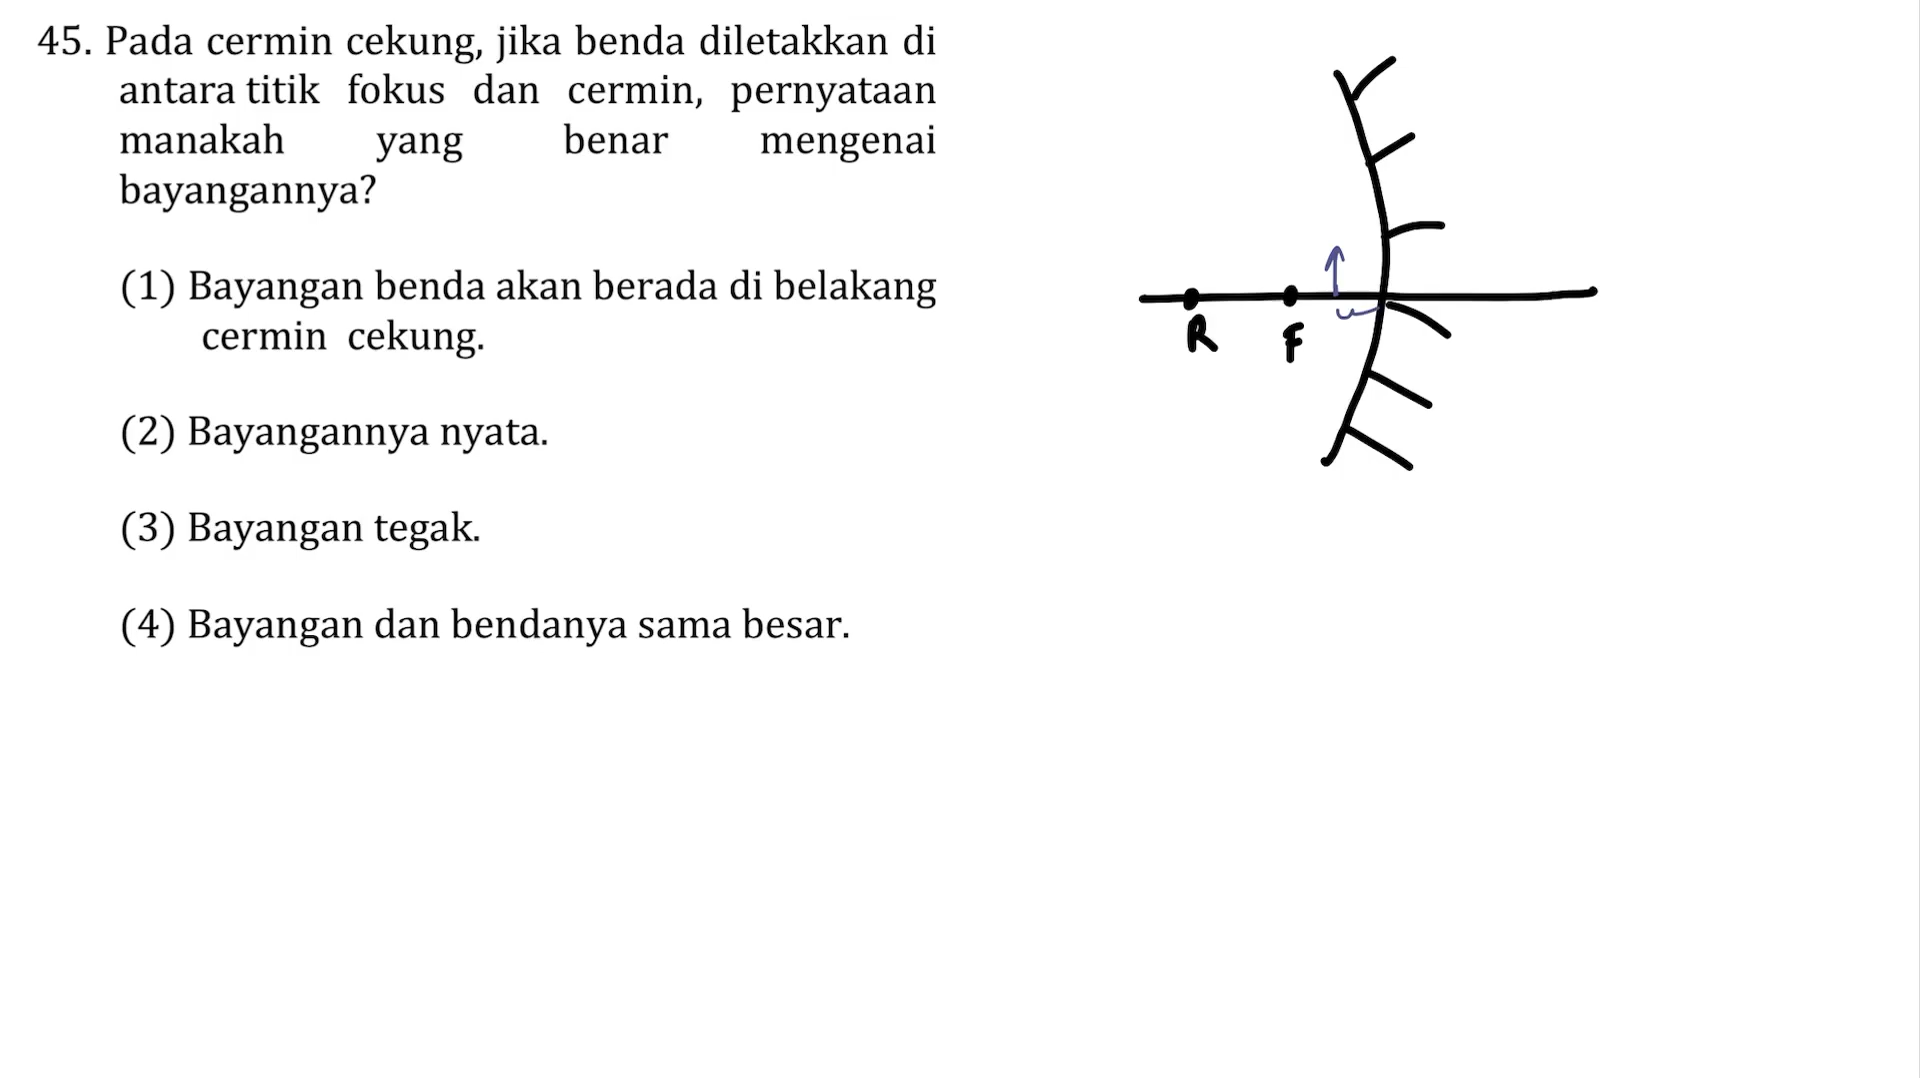 45. Pada cermin cekung, jika benda diletakkan di
antara titik fokus dan cermin, pernyataan
manakah yang benar mengenai
bayangannya?
(1) Bayangan benda akan berada di belakang
cermin cekung.
(2) Bayangannya nyata.
(3) Bayangan tegak.
(4) Bayangan dan bendanya sama besar.
R F